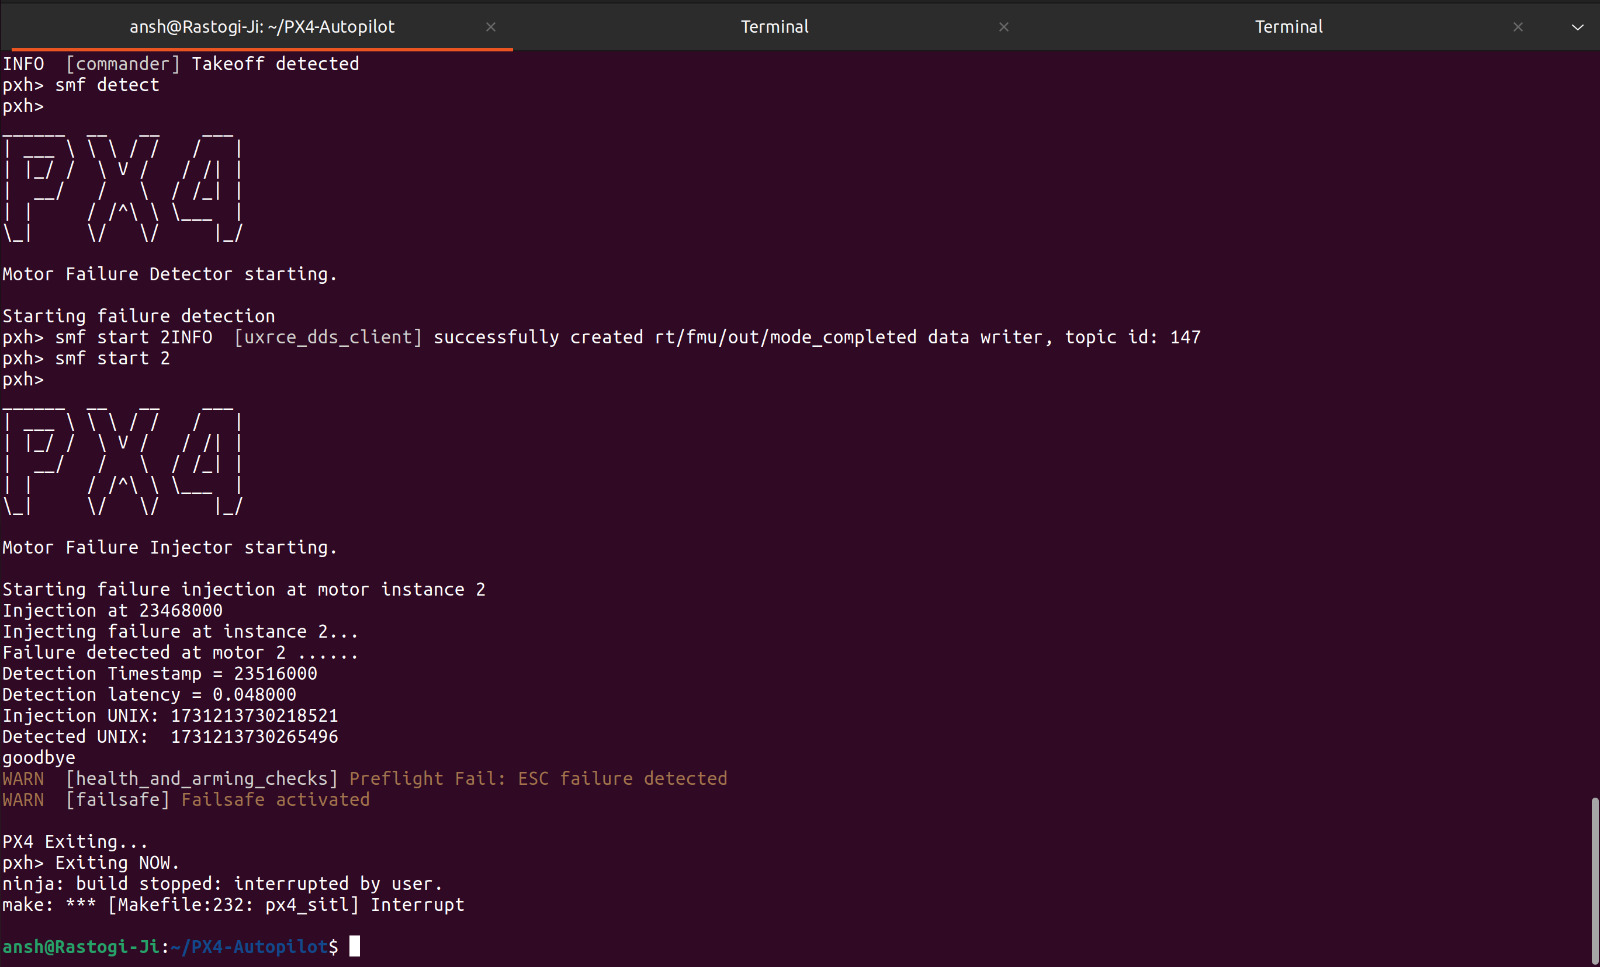 ansh@Rastogi-Ji: ~/PX4-Autopilot × Terminal × Terminal ×
INFO  [commander] Takeoff detected
pxh> smf detect
pxh>
______  __   __    ___
| ___ \ \ \ / /   /   |
| |_/ /  \ V /   / /| |
|  __/   /   \  / /_| |
| |     / /^\ \ \___  |
\_|     \/   \/     |_/
Motor Failure Detector starting.
Starting failure detection
pxh> smf start 2INFO  [uxrce_dds_client] successfully created rt/fmu/out/mode_completed data writer, topic id: 147
pxh> smf start 2
pxh>
______  __   __    ___
| ___ \ \ \ / /   /   |
| |_/ /  \ V /   / /| |
|  __/   /   \  / /_| |
| |     / /^\ \ \___  |
\_|     \/   \/     |_/
Motor Failure Injector starting.
Starting failure injection at motor instance 2
Injection at 23468000
Injecting failure at instance 2...
Failure detected at motor 2 ......
Detection Timestamp = 23516000
Detection latency = 0.048000
Injection UNIX: 1731213730218521
Detected UNIX:  1731213730265496
goodbye
WARN  [health_and_arming_checks] Preflight Fail: ESC failure detected
WARN  [failsafe] Failsafe activated
PX4 Exiting...
pxh> Exiting NOW.
ninja: build stopped: interrupted by user.
make: *** [Makefile:232: px4_sitl] Interrupt
ansh@Rastogi-Ji:~/PX4-Autopilot$